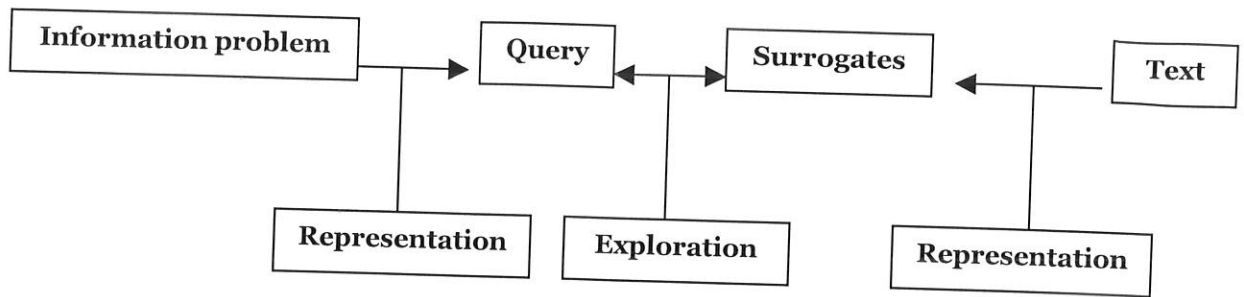 Information problem
Query
Surrogates
Text
Representation
Exploration
Representation